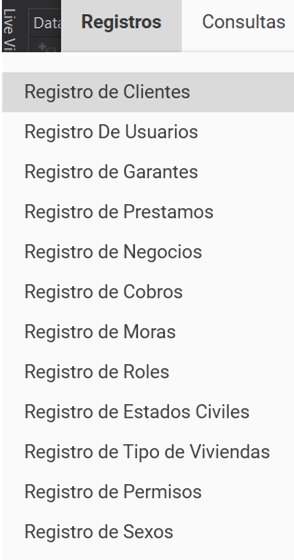 Live Vi
Data
Registros
Consultas
Registro de Clientes
Registro De Usuarios
Registro de Garantes
Registro de Prestamos
Registro de Negocios
Registro de Cobros
Registro de Moras
Registro de Roles
Registro de Estados Civiles
Registro de Tipo de Viviendas
Registro de Permisos
Registro de Sexos